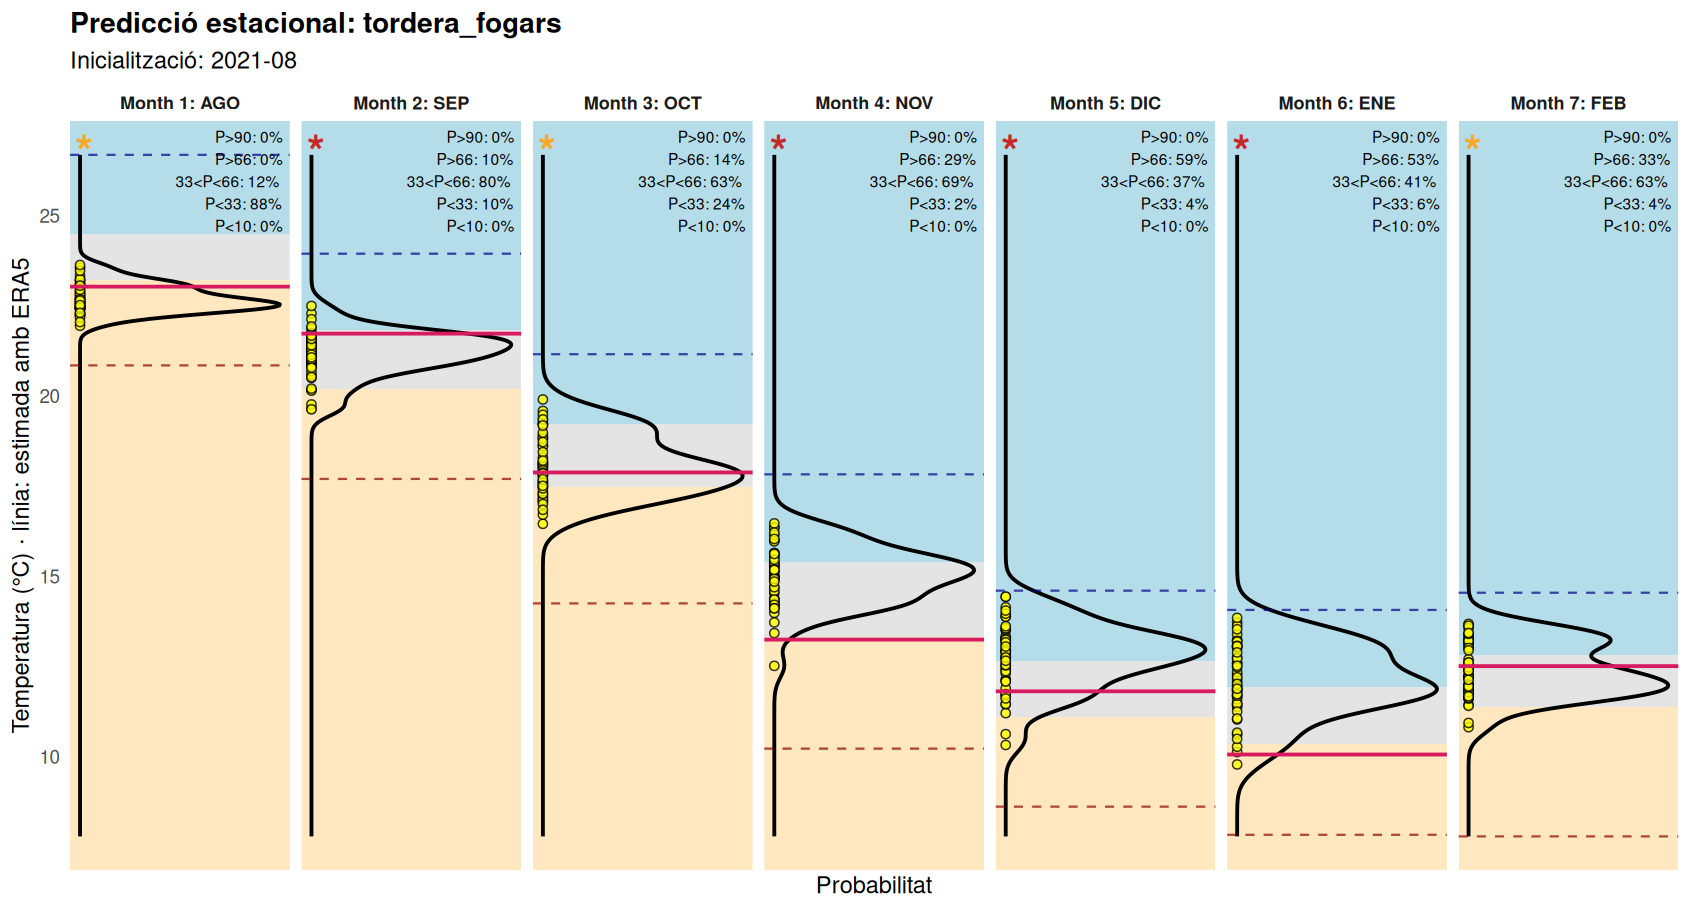 Predicció estacional: tordera_fogars
Inicialització: 2021-08
Month 1: AGO
Month 2: SEP
Month 3: OCT
Month 4: NOV
Month 5: DIC
Month 6: ENE
Month 7: FEB
*
P>90: 0%
P>66: 0%
33<P<66: 12%
P<33: 88%
P<10: 0%
*
P>90: 0%
P>66: 10%
33<P<66: 80%
P<33: 10%
P<10: 0%
*
P>90: 0%
P>66: 14%
33<P<66: 63%
P<33: 24%
P<10: 0%
*
P>90: 0%
P>66: 29%
33<P<66: 69%
P<33: 2%
P<10: 0%
*
P>90: 0%
P>66: 59%
33<P<66: 37%
P<33: 4%
P<10: 0%
*
P>90: 0%
P>66: 53%
33<P<66: 41%
P<33: 6%
P<10: 0%
*
P>90: 0%
P>66: 33%
33<P<66: 63%
P<33: 4%
P<10: 0%
25
20
15
10
Temperatura (°C) · línia: estimada amb ERA5
Probabilitat